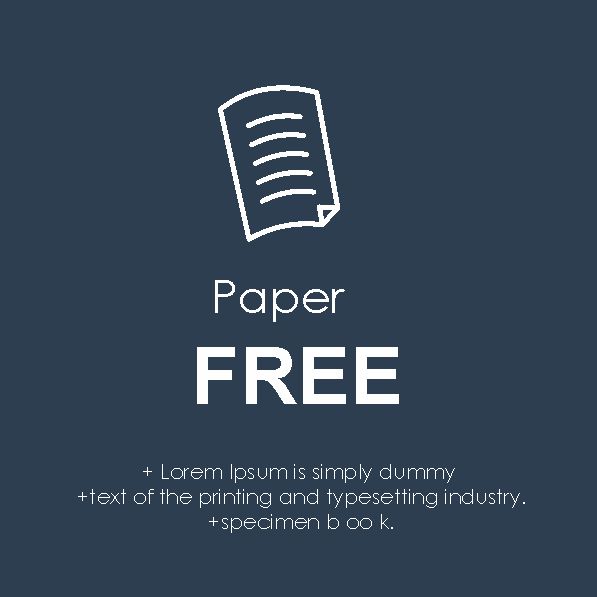 Paper
FREE
+ Lorem Ipsum is simply dummy
+text of the printing and typesetting industry.
+specimen b oo k.